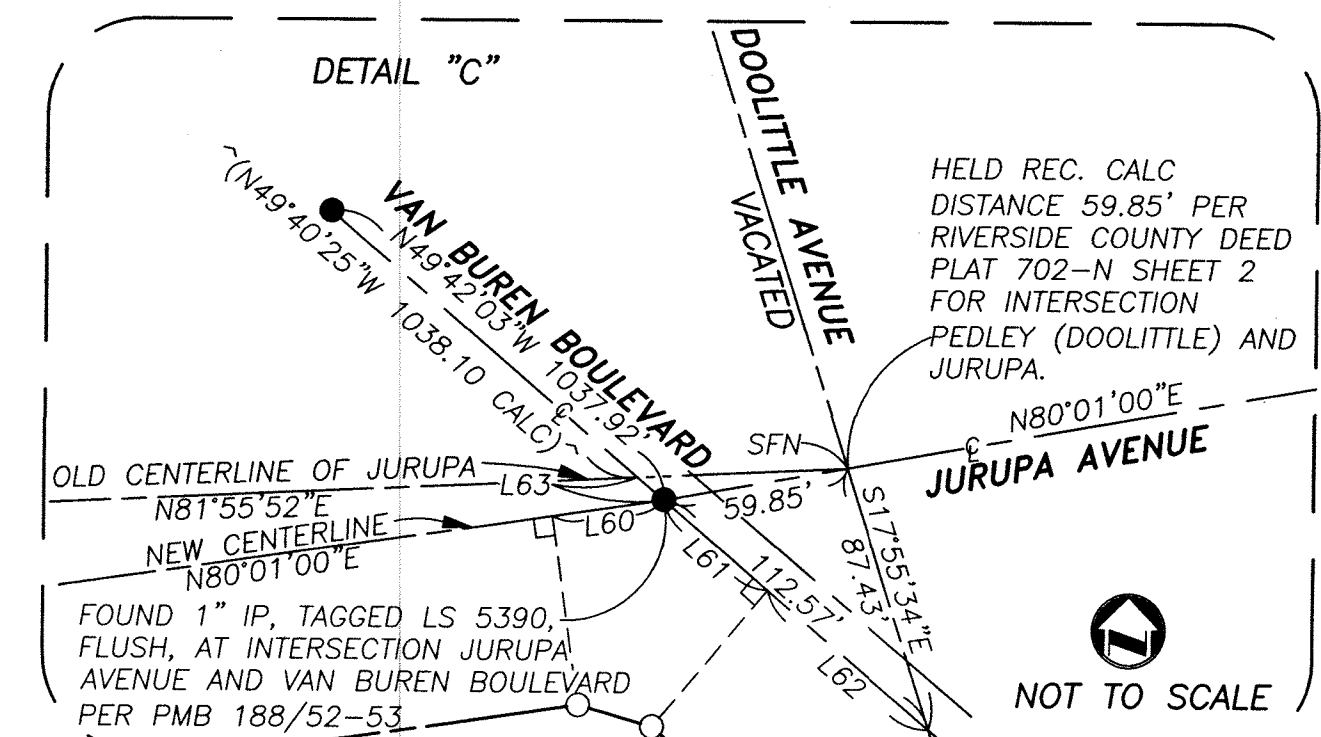 DETAIL "C"
DOOLITTLE AVENUE
VACATED
HELD REC. CALC
DISTANCE 59.85' PER
RIVERSIDE COUNTY DEED
PLAT 702-N SHEET 2
FOR INTERSECTION
PEDLEY (DOOLITTLE) AND
JURUPA.
VAN BUREN BOULEVARD
N49°42'03"W 1037.92'
~(N49°40'25"W 1038.10 CALC)~
SFN
N80°01'00"E
JURUPA AVENUE
OLD CENTERLINE OF JURUPA
N81°55'52"E
L63
59.85'
NEW CENTERLINE
N80°01'00"E
L60
L61
112.57'
S17°55'34"E
87.43'
L62
FOUND 1" IP, TAGGED LS 5390,
FLUSH, AT INTERSECTION JURUPA
AVENUE AND VAN BUREN BOULEVARD
PER PMB 188/52-53
NOT TO SCALE